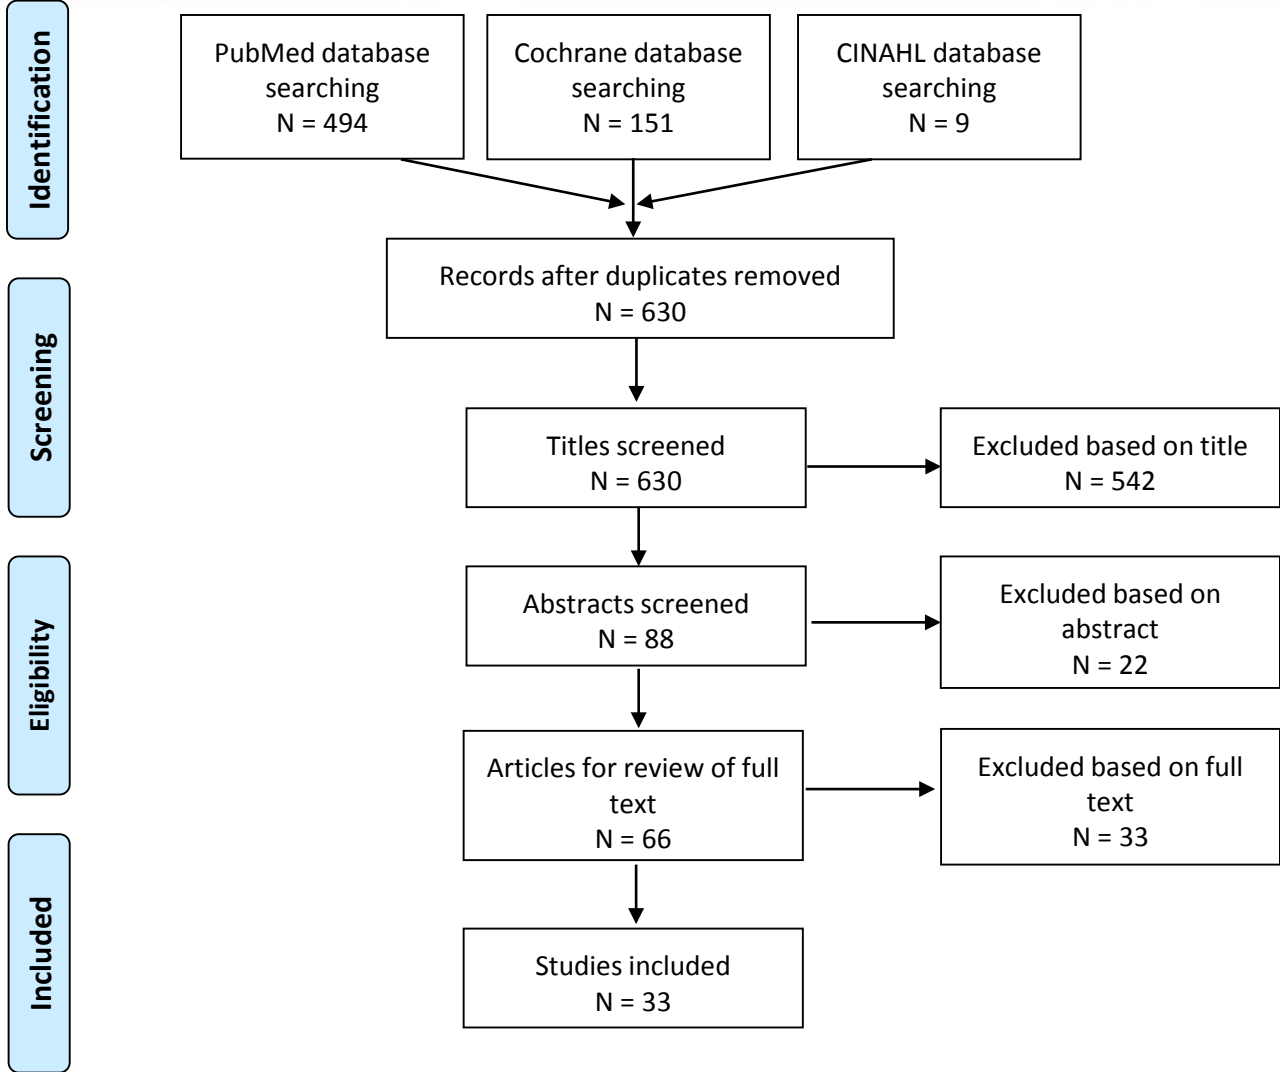 Identification
PubMed database
searching
N = 494
Cochrane database
searching
N = 151
CINAHL database
searching
N = 9
Records after duplicates removed
N = 630
Screening
Titles screened
N = 630
Excluded based on title
N = 542
Eligibility
Abstracts screened
N = 88
Excluded based on
abstract
N = 22
Articles for review of full
text
N = 66
Excluded based on full
text
N = 33
Included
Studies included
N = 33